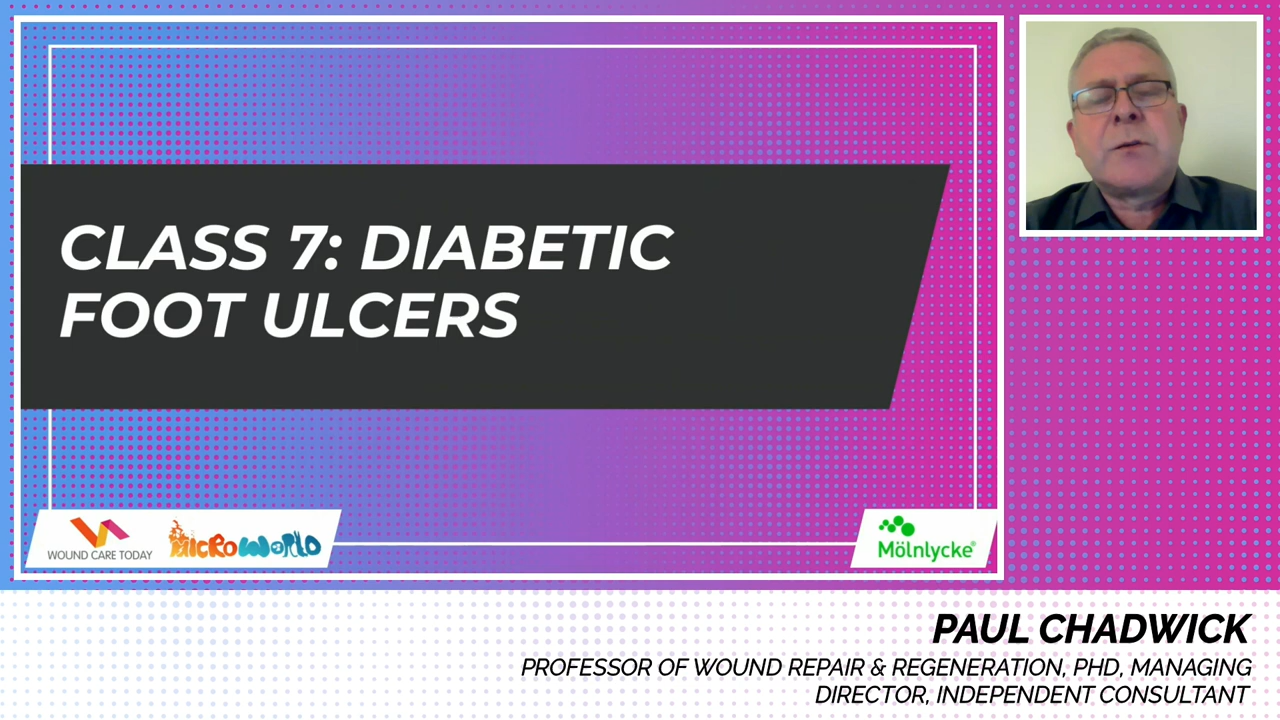 CLASS 7: DIABETIC
FOOT ULCERS
WOUND CARE TODAY
MICROWORLD
Mölnlycke®
PAUL CHADWICK
PROFESSOR OF WOUND REPAIR & REGENERATION, PHD, MANAGING
DIRECTOR, INDEPENDENT CONSULTANT